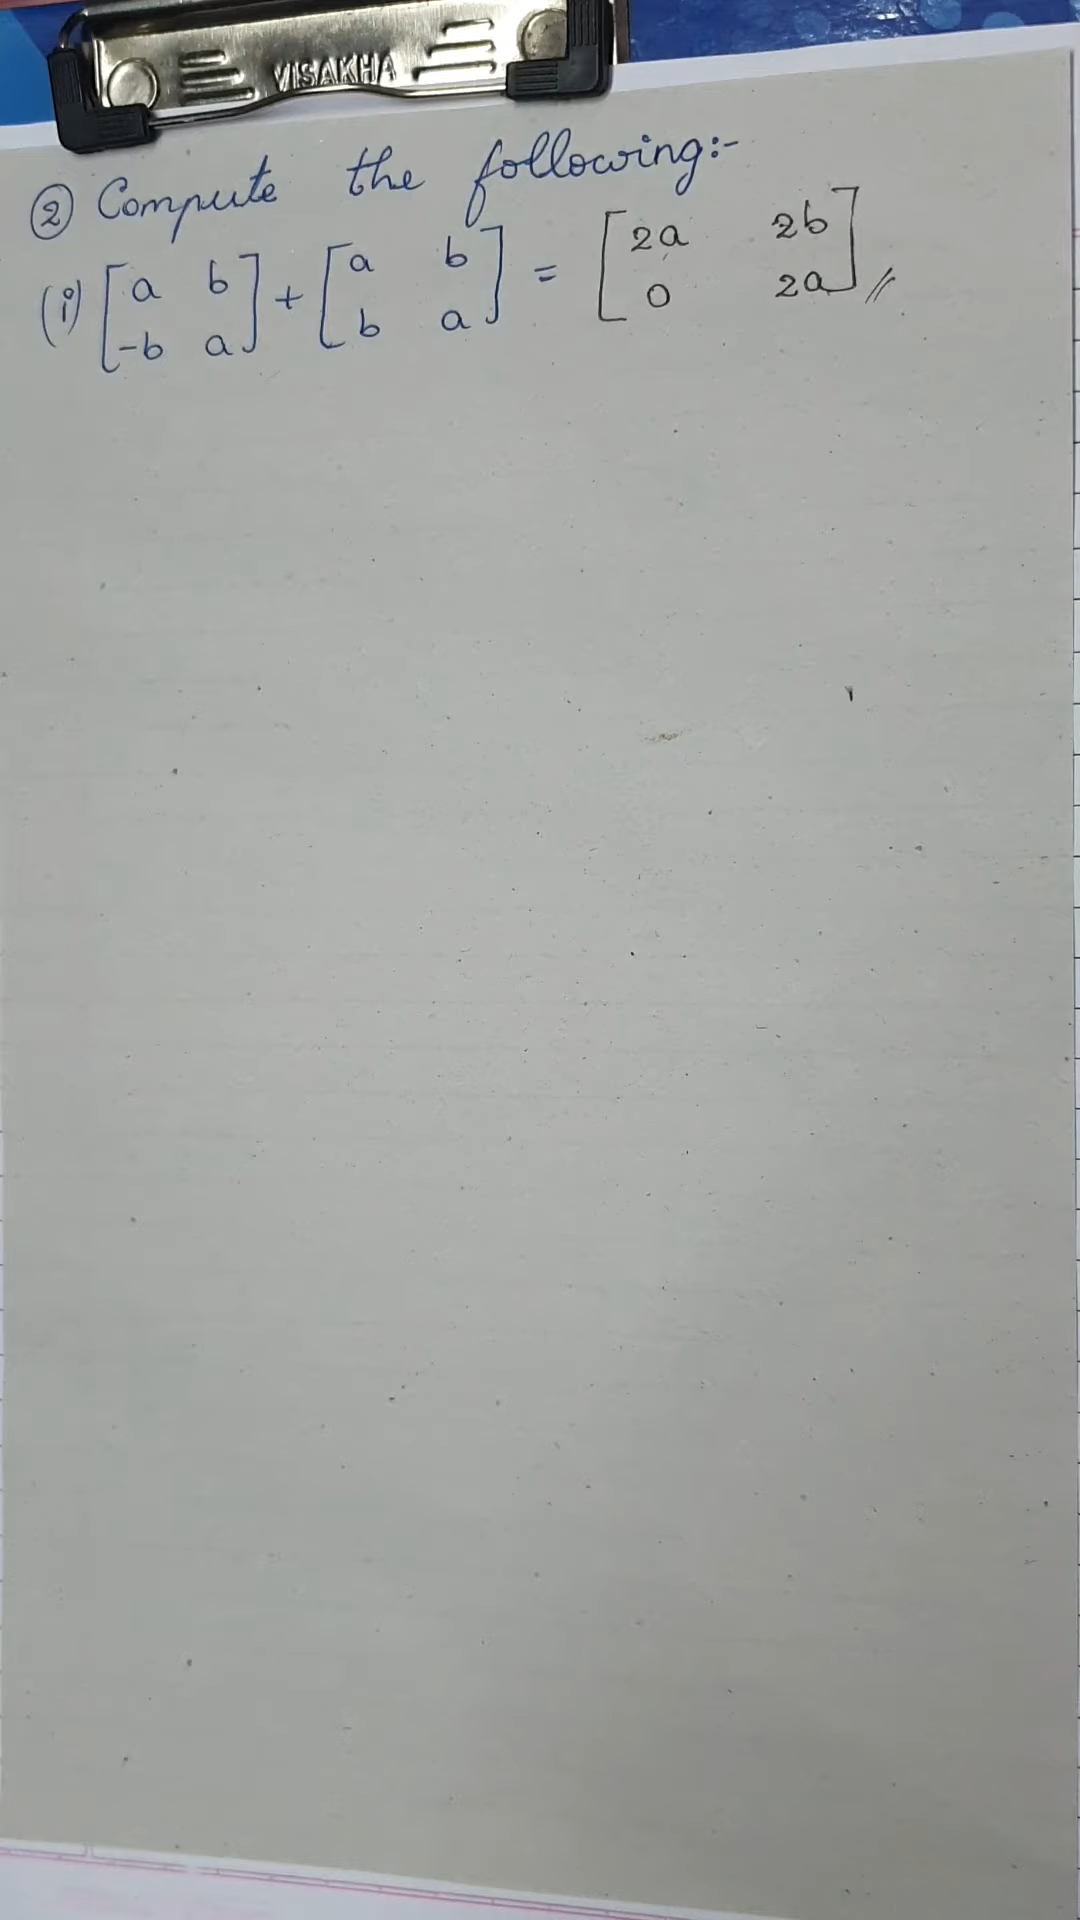 VISAKHA
② Compute the following:-
(i) [a b -b a] + [a b b a] = [2a 2b 0 2a] //